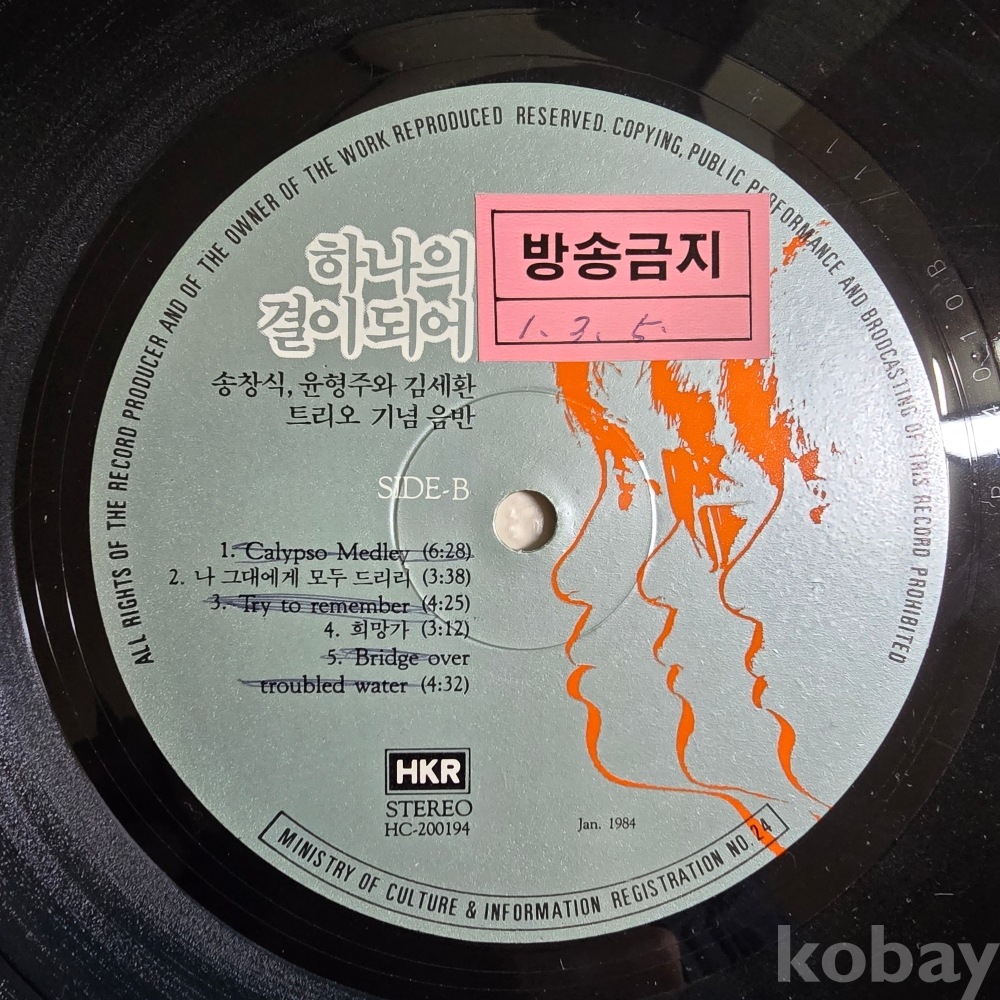 ALL RIGHTS OF THE RECORD PRODUCER AND OF THE OWNER OF THE WORK REPRODUCED RESERVED. COPYING, PUBLIC PERFORMANCE AND BRODCASTING OF THIS RECORD PROHIBITED
방송금지
1. 3. 5.
하나의
결이되어
송창식, 윤형주와 김세환
트리오 기념 음반
SIDE-B
1. Calypso Medley (6:28)
2. 나 그대에게 모두 드리리 (3:38)
3. Try to remember (4:25)
4. 희망가 (3:12)
5. Bridge over
troubled water (4:32)
HKR
STEREO
HC-200194
Jan. 1984
MINISTRY OF CULTURE & INFORMATION REGISTRATION NO. 24
kobay